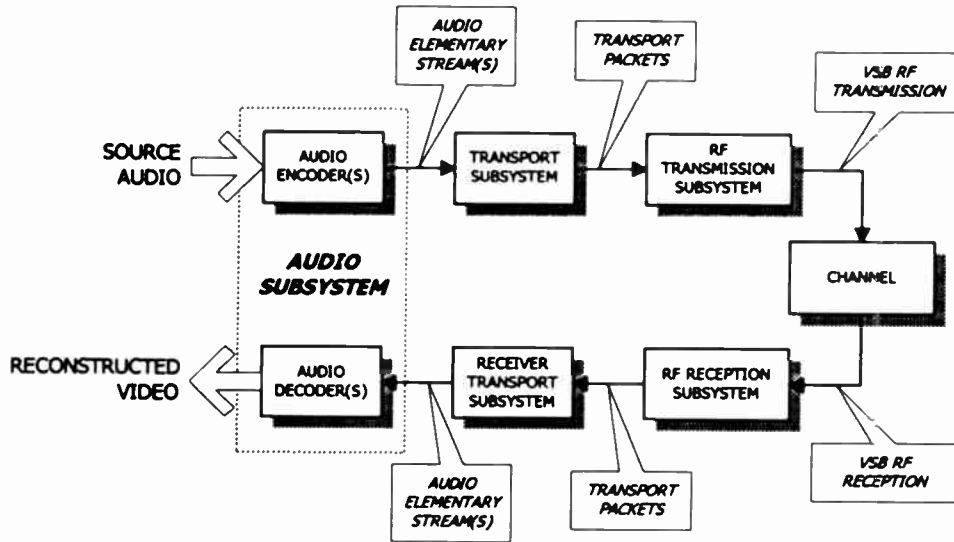 AUDIO
ELEMENTARY
STREAM(S)
TRANSPORT
PACKETS
VSB RF
TRANSMISSION
SOURCE
AUDIO
AUDIO
ENCODER(S)
TRANSPORT
SUBSYSTEM
RF
TRANSMISSION
SUBSYSTEM
AUDIO
SUBSYSTEM
CHANNEL
RECONSTRUCTED
VIDEO
AUDIO
DECODER(S)
RECEIVER
TRANSPORT
SUBSYSTEM
RF RECEPTION
SUBSYSTEM
AUDIO
ELEMENTARY
STREAM(S)
TRANSPORT
PACKETS
VSB RF
RECEPTION